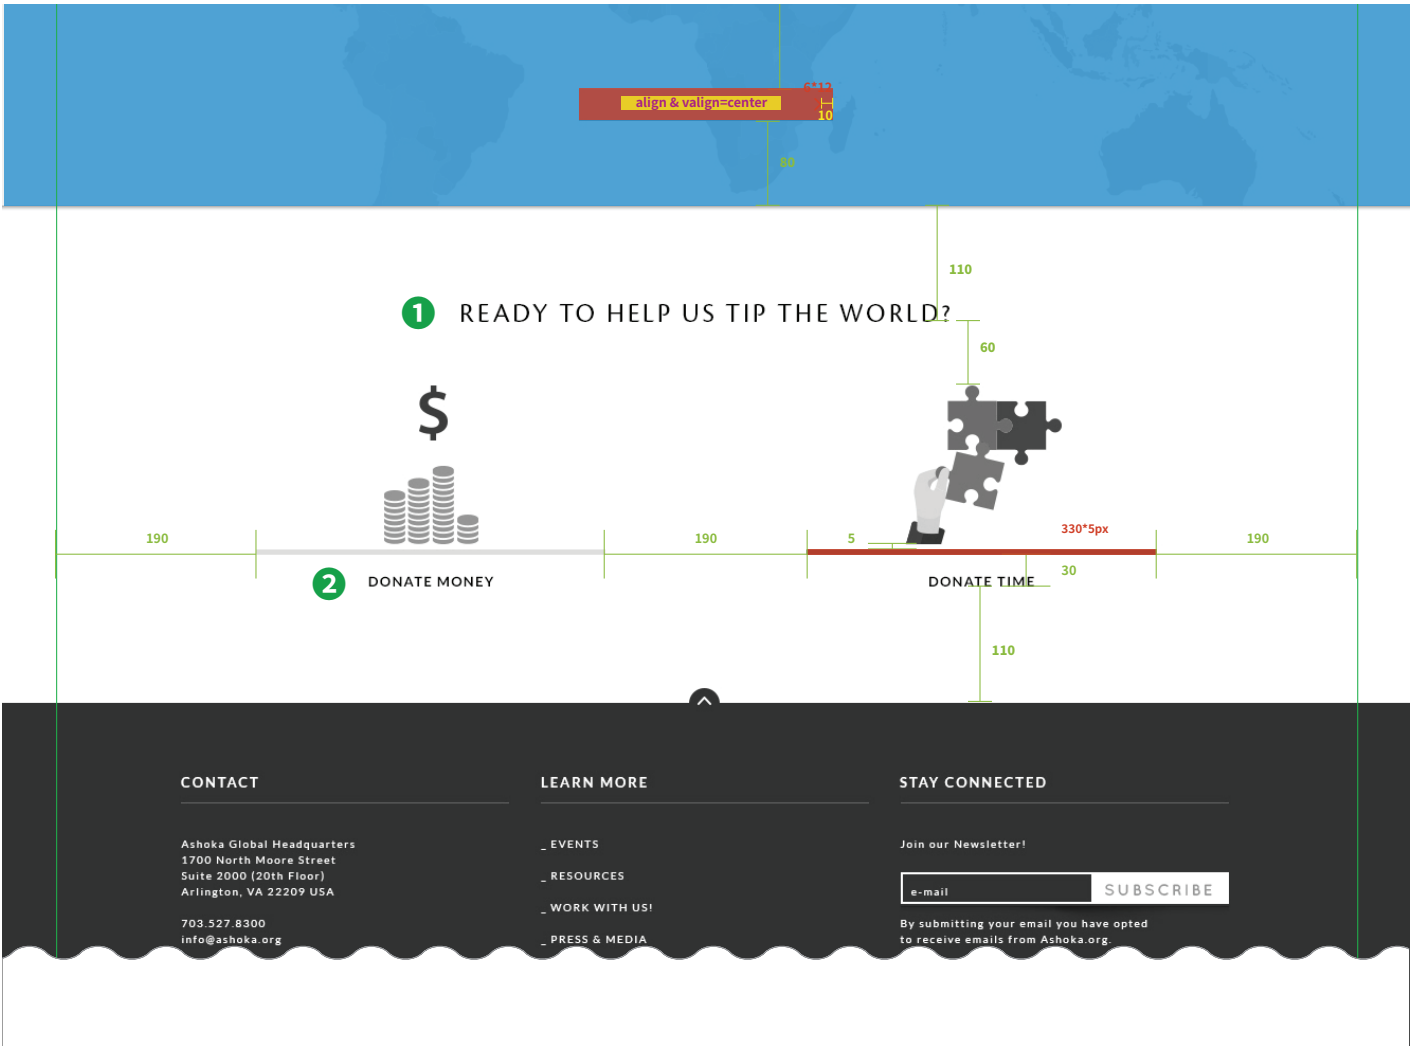 6*12
align & valign=center
10
80
110
1 READY TO HELP US TIP THE WORLD?
60
$
330*5px
190
190
5
190
30
2 DONATE MONEY
DONATE TIME
110
CONTACT
Ashoka Global Headquarters
1700 North Moore Street
Suite 2000 (20th Floor)
Arlington, VA 22209 USA
703.527.8300
info@ashoka.org
LEARN MORE
_ EVENTS
_ RESOURCES
_ WORK WITH US!
_ PRESS & MEDIA
STAY CONNECTED
Join our Newsletter!
e-mail
SUBSCRIBE
By submitting your email you have opted
to receive emails from Ashoka.org.